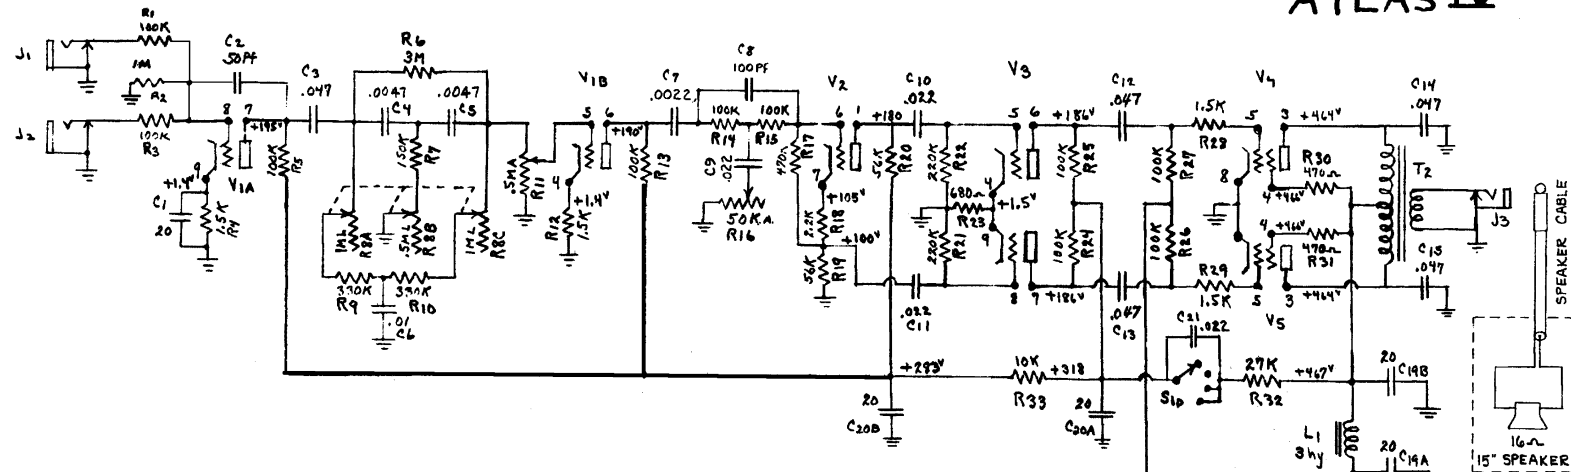 ATLAS IV
J1
R1
100K
1M
R2
J2
100K
R3
C2
50Pf
8 7
+195V
9
+1.4V
V1A
C1
20
1.5K
R4
100K
R5
C3
.047
R6
3M
.0047
C4
.0047
C5
150K
R7
1ML
R8A
.5ML
R8B
1ML
R8C
330K
R9
330K
R10
.01
C6
.5MA
R11
V1B
5 6
+190V
4
+1.4V
R12
1.5K
100K
R13
C7
.0022
C8
100PF
100K
R14
100K
R15
C9
.022
50KA.
R16
470K
R17
V2
6 1
+180
7
+105V
2.2K
R18
+100V
56K
R19
56K
R20
C10
.022
220K
R22
680Ω
R23
220K
R21
.022
C11
V3
5 6
4
+1.5V
9
8 7
+186V
+186V
100K
R25
100K
R24
C12
.047
.047
C13
100K
R27
100K
R26
1.5K
R28
R29
1.5K
V4
5 3
+464V
8
4 +466V
R30
470Ω
4 +466V
470Ω
R31
5 3
+464V
V5
C14
.047
T2
J3
C15
.047
+283V
10K
R33
+318
20
C20B
20
C20A
C21
.022
S1D
27K
R32
+467V
20
C19B
L1
3hy
20
C19A
SPEAKER CABLE
16Ω
15" SPEAKER